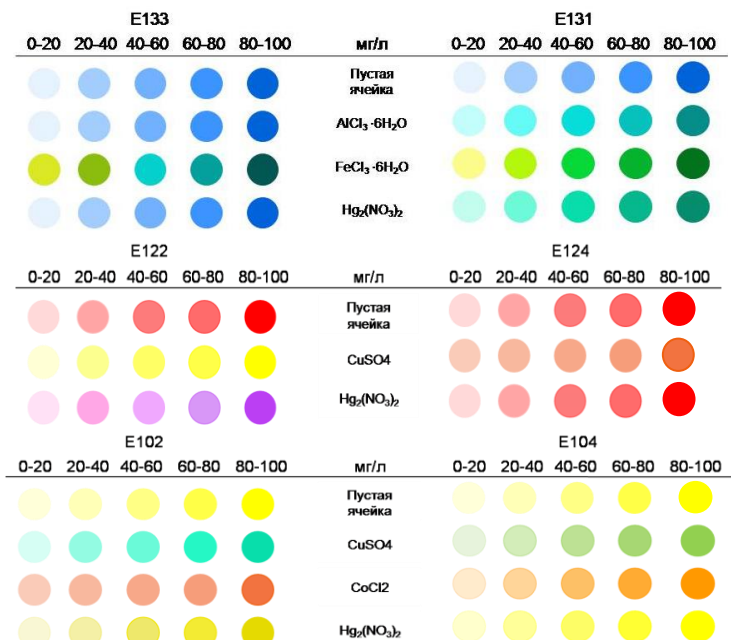 E133 E131
0-20 20-40 40-60 60-80 80-100 мг/л 0-20 20-40 40-60 60-80 80-100
Пустая
ячейка
AlCl₃·6H₂O
FeCl₃·6H₂O
Hg₂(NO₃)₂
E122 E124
0-20 20-40 40-60 60-80 80-100 мг/л 0-20 20-40 40-60 60-80 80-100
Пустая
ячейка
CuSO4
Hg₂(NO₃)₂
E102 E104
0-20 20-40 40-60 60-80 80-100 мг/л 0-20 20-40 40-60 60-80 80-100
Пустая
ячейка
CuSO4
CoCl2
Hg₂(NO₃)₂